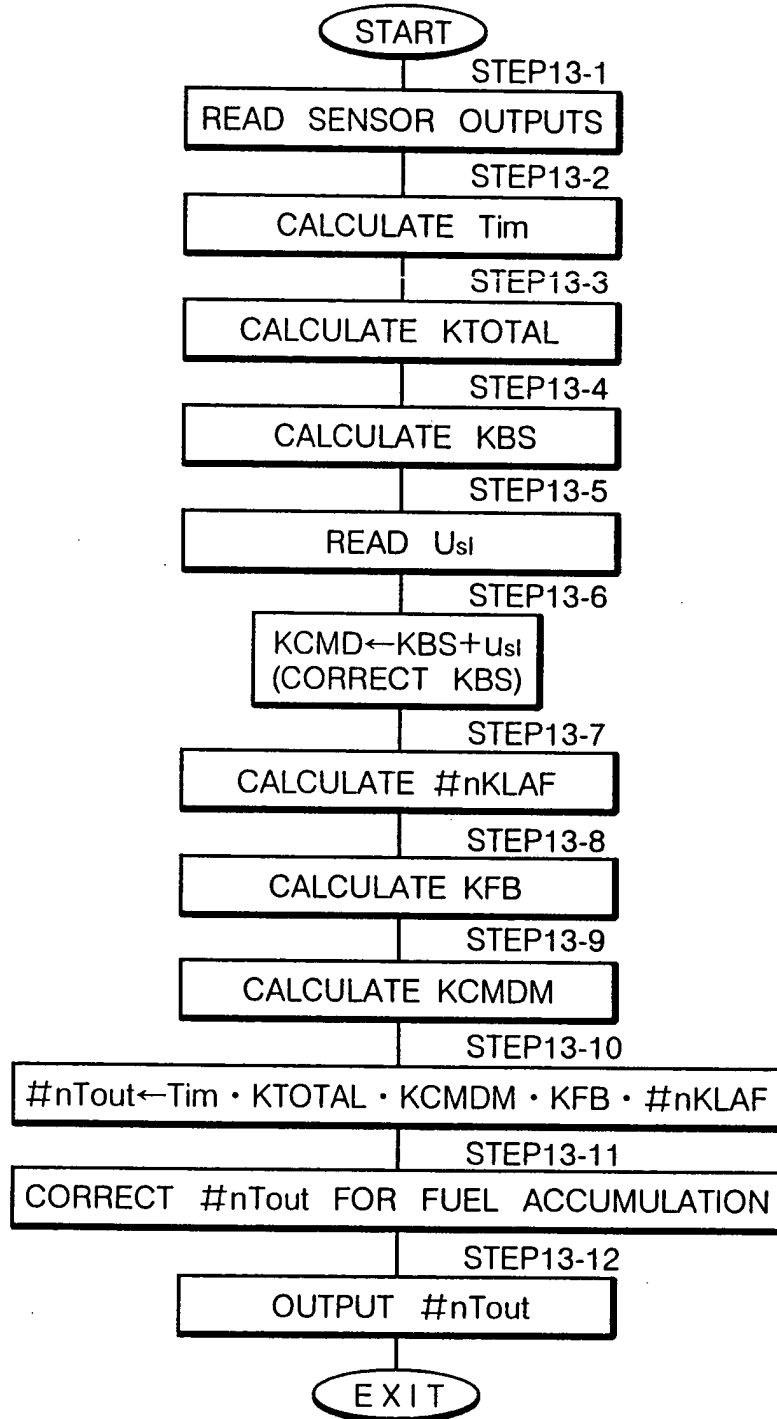 START
STEP13-1
READ SENSOR OUTPUTS
STEP13-2
CALCULATE Tim
STEP13-3
CALCULATE KTOTAL
STEP13-4
CALCULATE KBS
STEP13-5
READ Usl
STEP13-6
KCMD←KBS+usl
(CORRECT KBS)
STEP13-7
CALCULATE #nKLAF
STEP13-8
CALCULATE KFB
STEP13-9
CALCULATE KCMDM
STEP13-10
#nTout←Tim・KTOTAL・KCMDM・KFB・#nKLAF
STEP13-11
CORRECT #nTout FOR FUEL ACCUMULATION
STEP13-12
OUTPUT #nTout
EXIT